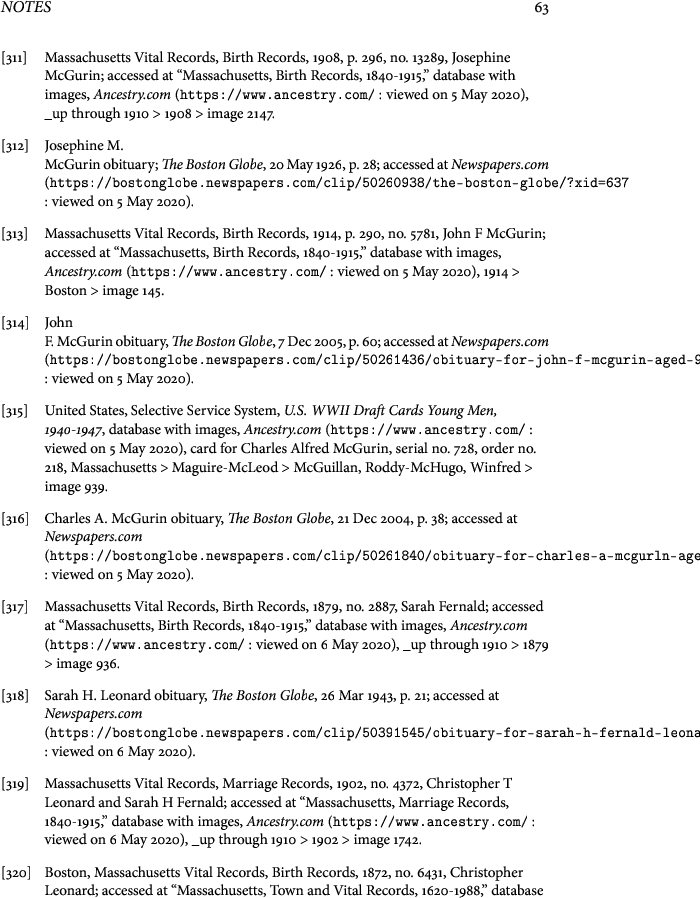 NOTES 63
[311] Massachusetts Vital Records, Birth Records, 1908, p. 296, no. 13289, Josephine
McGurin; accessed at “Massachusetts, Birth Records, 1840-1915,” database with
images, Ancestry.com (https://www.ancestry.com/ : viewed on 5 May 2020),
_up through 1910 > 1908 > image 2147.
[312] Josephine M.
McGurin obituary; The Boston Globe, 20 May 1926, p. 28; accessed at Newspapers.com
(https://bostonglobe.newspapers.com/clip/50260938/the-boston-globe/?xid=637
: viewed on 5 May 2020).
[313] Massachusetts Vital Records, Birth Records, 1914, p. 290, no. 5781, John F McGurin;
accessed at “Massachusetts, Birth Records, 1840-1915,” database with images,
Ancestry.com (https://www.ancestry.com/ : viewed on 5 May 2020), 1914 >
Boston > image 145.
[314] John
F. McGurin obituary, The Boston Globe, 7 Dec 2005, p. 60; accessed at Newspapers.com
(https://bostonglobe.newspapers.com/clip/50261436/obituary-for-john-f-mcgurin-aged-9
: viewed on 5 May 2020).
[315] United States, Selective Service System, U.S. WWII Draft Cards Young Men,
1940-1947, database with images, Ancestry.com (https://www.ancestry.com/ :
viewed on 5 May 2020), card for Charles Alfred McGurin, serial no. 728, order no.
218, Massachusetts > Maguire-McLeod > McGuillan, Roddy-McHugo, Winfred >
image 939.
[316] Charles A. McGurin obituary, The Boston Globe, 21 Dec 2004, p. 38; accessed at
Newspapers.com
(https://bostonglobe.newspapers.com/clip/50261840/obituary-for-charles-a-mcgurln-age
: viewed on 5 May 2020).
[317] Massachusetts Vital Records, Birth Records, 1879, no. 2887, Sarah Fernald; accessed
at “Massachusetts, Birth Records, 1840-1915,” database with images, Ancestry.com
(https://www.ancestry.com/ : viewed on 6 May 2020), _up through 1910 > 1879
> image 936.
[318] Sarah H. Leonard obituary, The Boston Globe, 26 Mar 1943, p. 21; accessed at
Newspapers.com
(https://bostonglobe.newspapers.com/clip/50391545/obituary-for-sarah-h-fernald-leona
: viewed on 6 May 2020).
[319] Massachusetts Vital Records, Marriage Records, 1902, no. 4372, Christopher T
Leonard and Sarah H Fernald; accessed at “Massachusetts, Marriage Records,
1840-1915,” database with images, Ancestry.com (https://www.ancestry.com/ :
viewed on 6 May 2020), _up through 1910 > 1902 > image 1742.
[320] Boston, Massachusetts Vital Records, Birth Records, 1872, no. 6431, Christopher
Leonard; accessed at “Massachusetts, Town and Vital Records, 1620-1988,” database